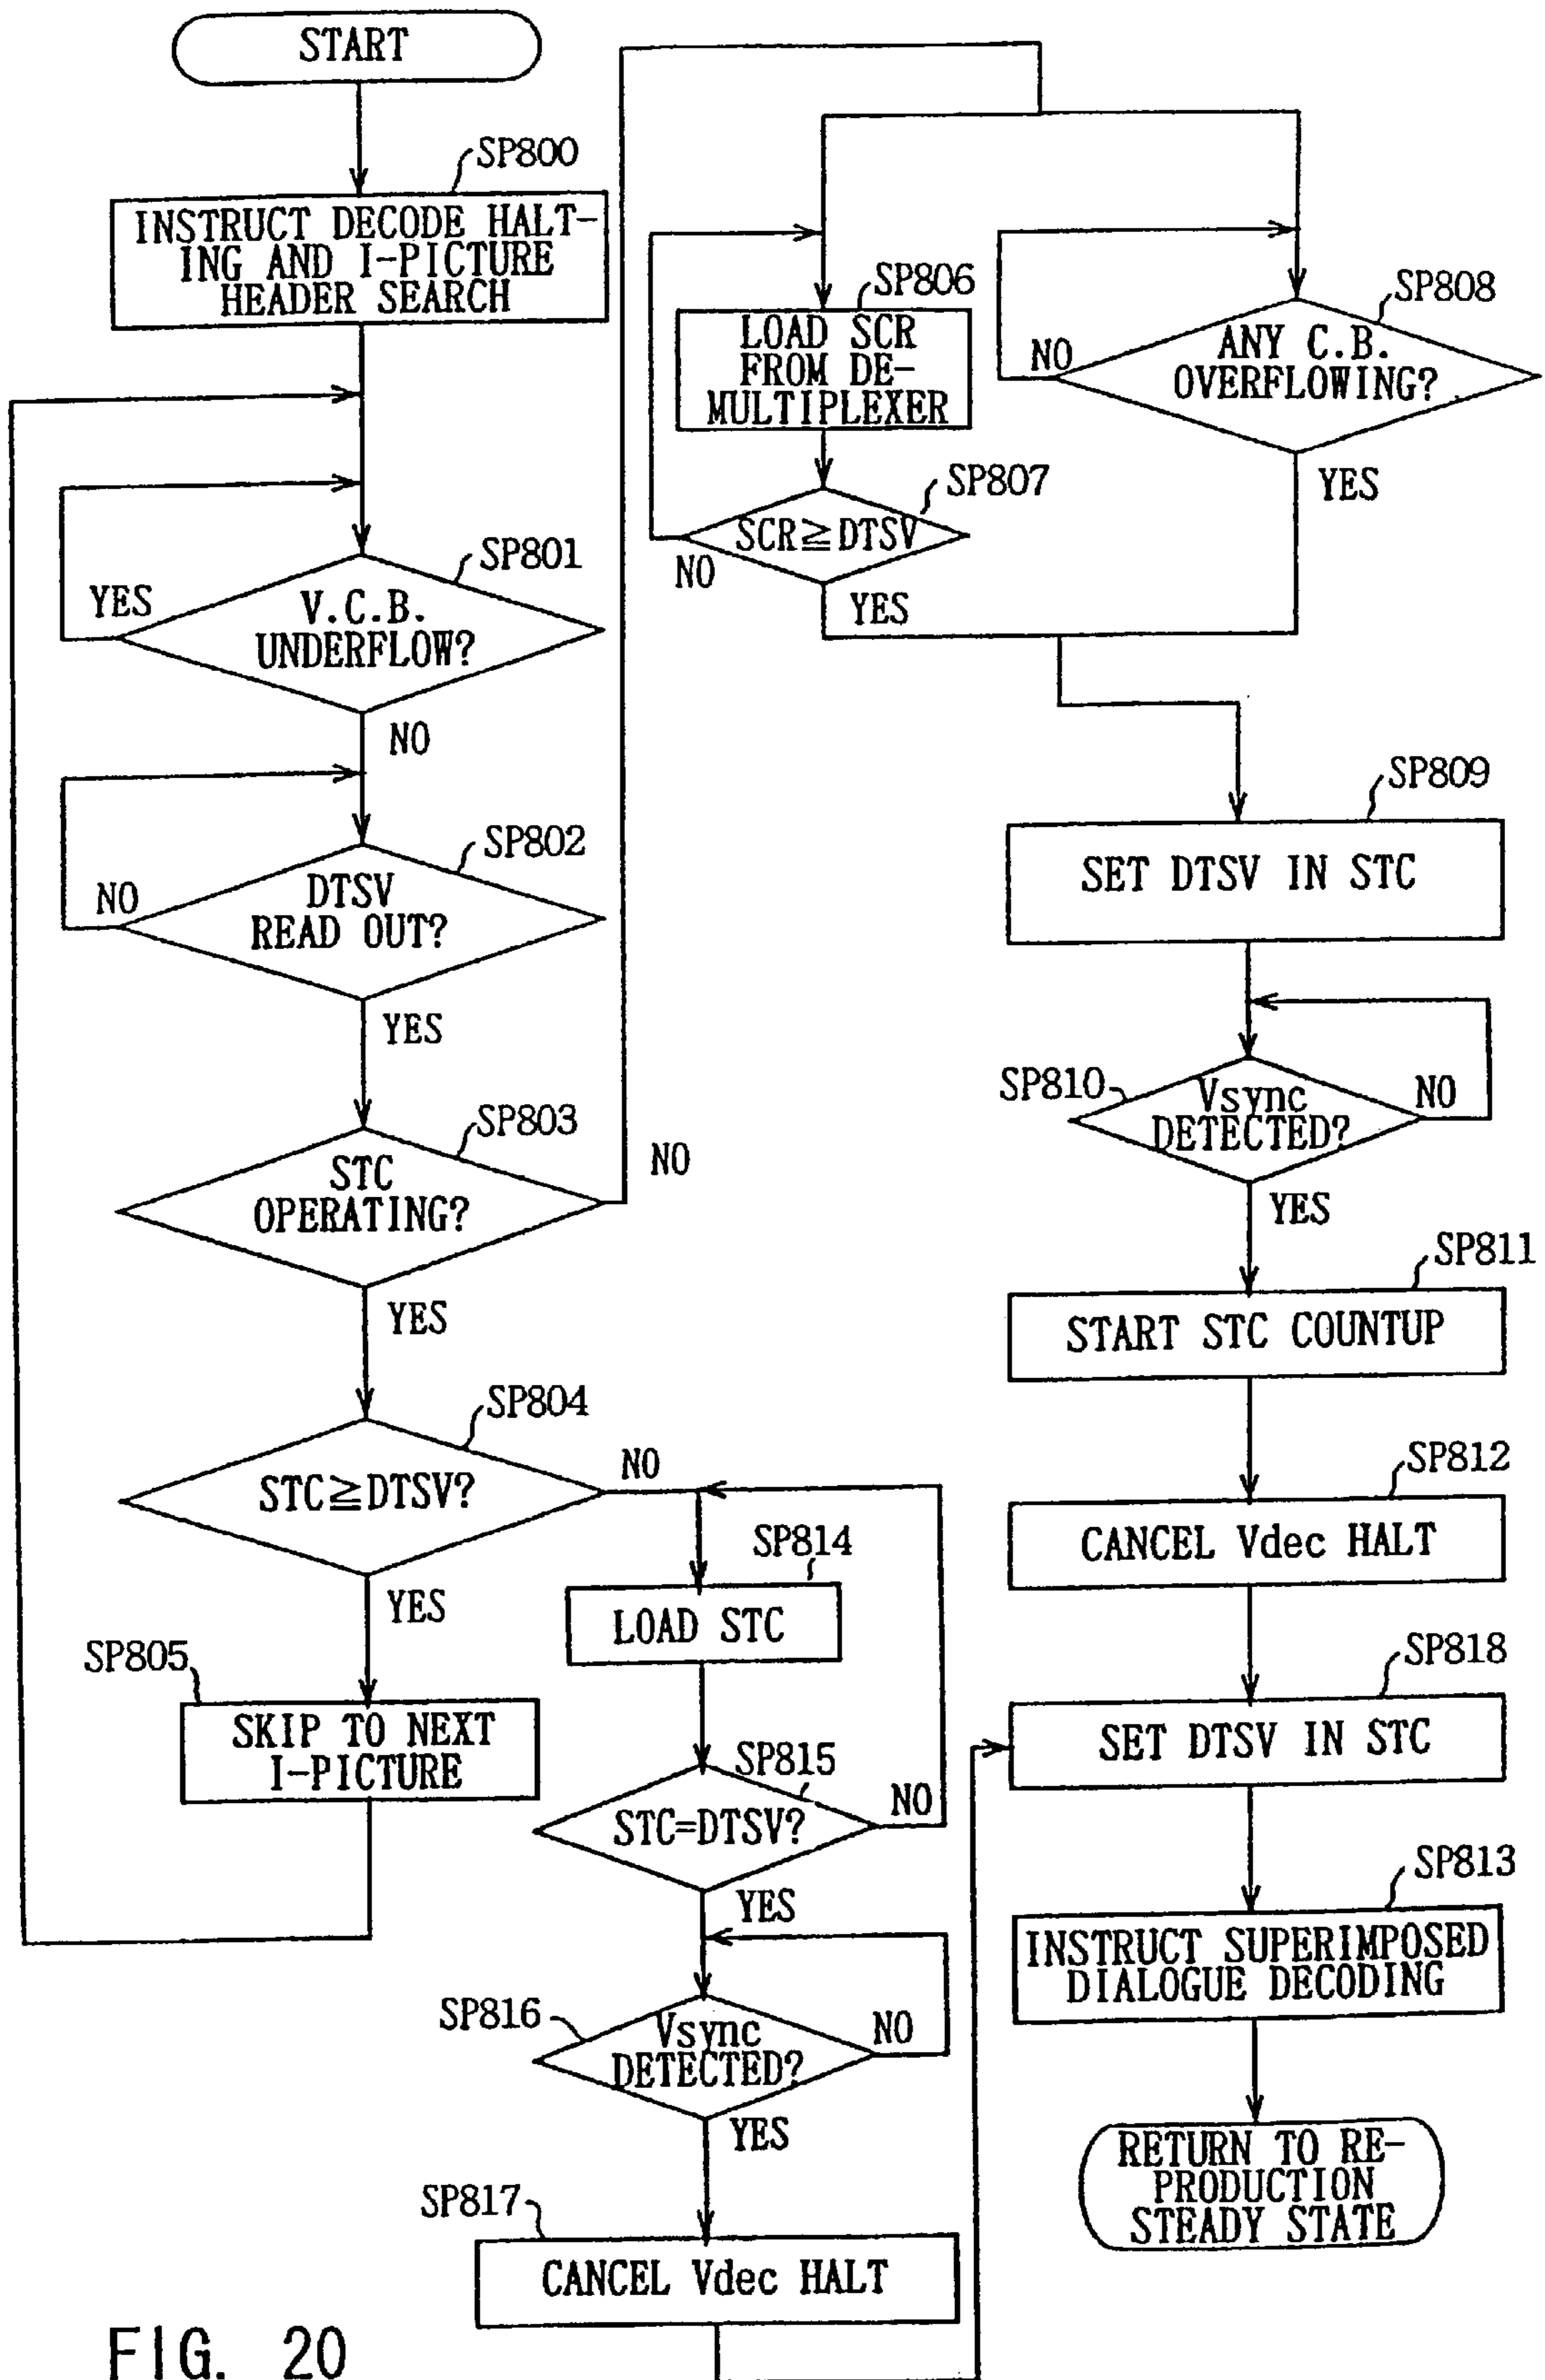 START
SP800
INSTRUCT DECODE HALT-
ING AND I-PICTURE
HEADER SEARCH
SP801
YES
V.C.B.
UNDERFLOW?
NO
SP802
NO
DTSV
READ OUT?
YES
SP803
STC
OPERATING?
NO
YES
SP804
STC≧DTSV?
NO
YES
SP805
SKIP TO NEXT
I-PICTURE
SP814
LOAD STC
SP815
STC=DTSV?
NO
YES
SP816
Vsync
DETECTED?
NO
YES
SP817
CANCEL Vdec HALT
SP806
LOAD SCR
FROM DE-
MULTIPLEXER
SP807
SCR≧DTSV
NO
YES
SP808
ANY C.B.
OVERFLOWING?
NO
YES
SP809
SET DTSV IN STC
SP810
Vsync
DETECTED?
NO
YES
SP811
START STC COUNTUP
SP812
CANCEL Vdec HALT
SP818
SET DTSV IN STC
SP813
INSTRUCT SUPERIMPOSED
DIALOGUE DECODING
RETURN TO RE-
PRODUCTION
STEADY STATE
FIG. 20